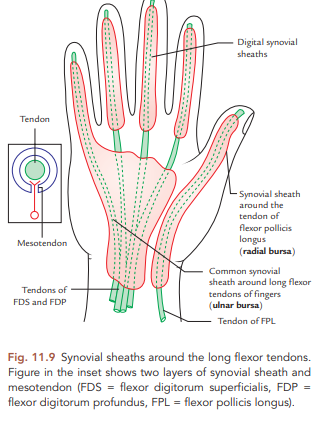 Digital synovial
sheaths
Tendon
Mesotendon
Synovial sheath
around the
tendon of
flexor pollicis
longus
(radial bursa)
Common synovial
sheath around long flexor
tendons of fingers
(ulnar bursa)
Tendons of
FDS and FDP
Tendon of FPL
Fig. 11.9 Synovial sheaths around the long flexor tendons.
Figure in the inset shows two layers of synovial sheath and
mesotendon (FDS = flexor digitorum superficialis, FDP =
flexor digitorum profundus, FPL = flexor pollicis longus).